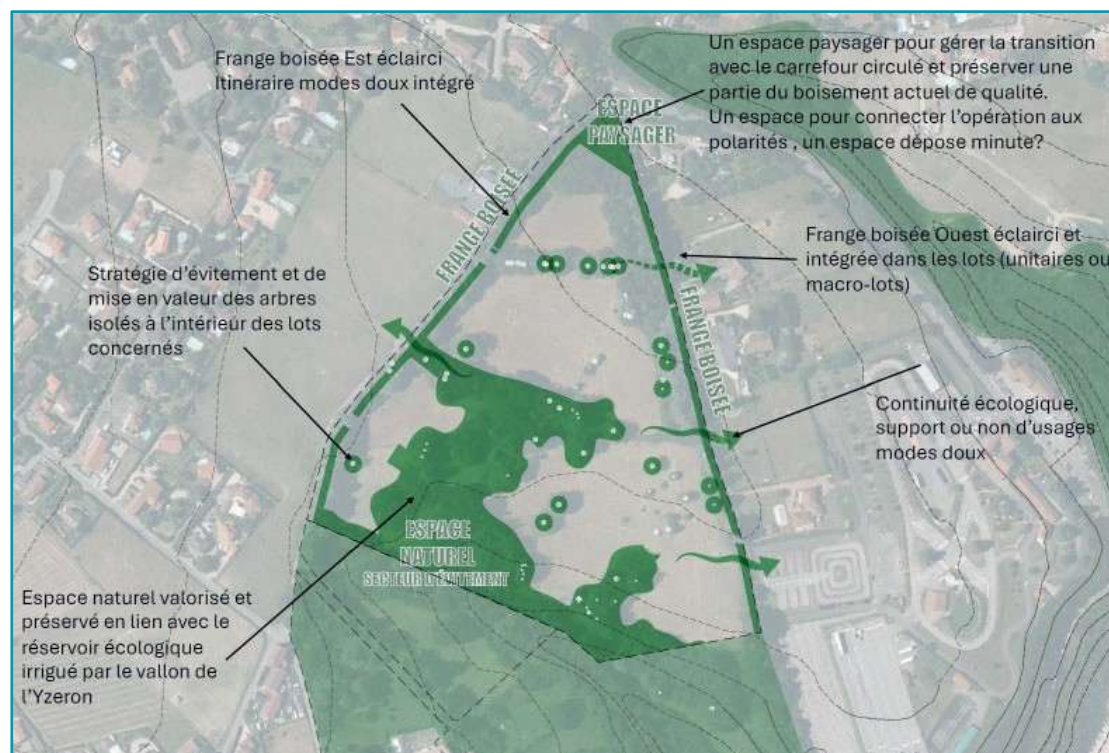 Frange boisée Est éclairci
Itinéraire modes doux intégré
Un espace paysager pour gérer la transition
avec le carrefour circulé et préserver une
partie du boisement actuel de qualité.
Un espace pour connecter l’opération aux
polarités , un espace dépose minute?
ESPACE
PAYSAGER
FRANGE BOISÉE
Frange boisée Ouest éclairci et
intégrée dans les lots (unitaires ou
macro-lots)
Stratégie d’évitement et de
mise en valeur des arbres
isolés à l’intérieur des lots
concernés
FRANGE BOISÉE
Continuité écologique,
support ou non d’usages
modes doux
ESPACE
NATUREL
SECTEUR D'ÉVITEMENT
Espace naturel valorisé et
préservé en lien avec le
réservoir écologique
irrigué par le vallon de
l’Yzeron